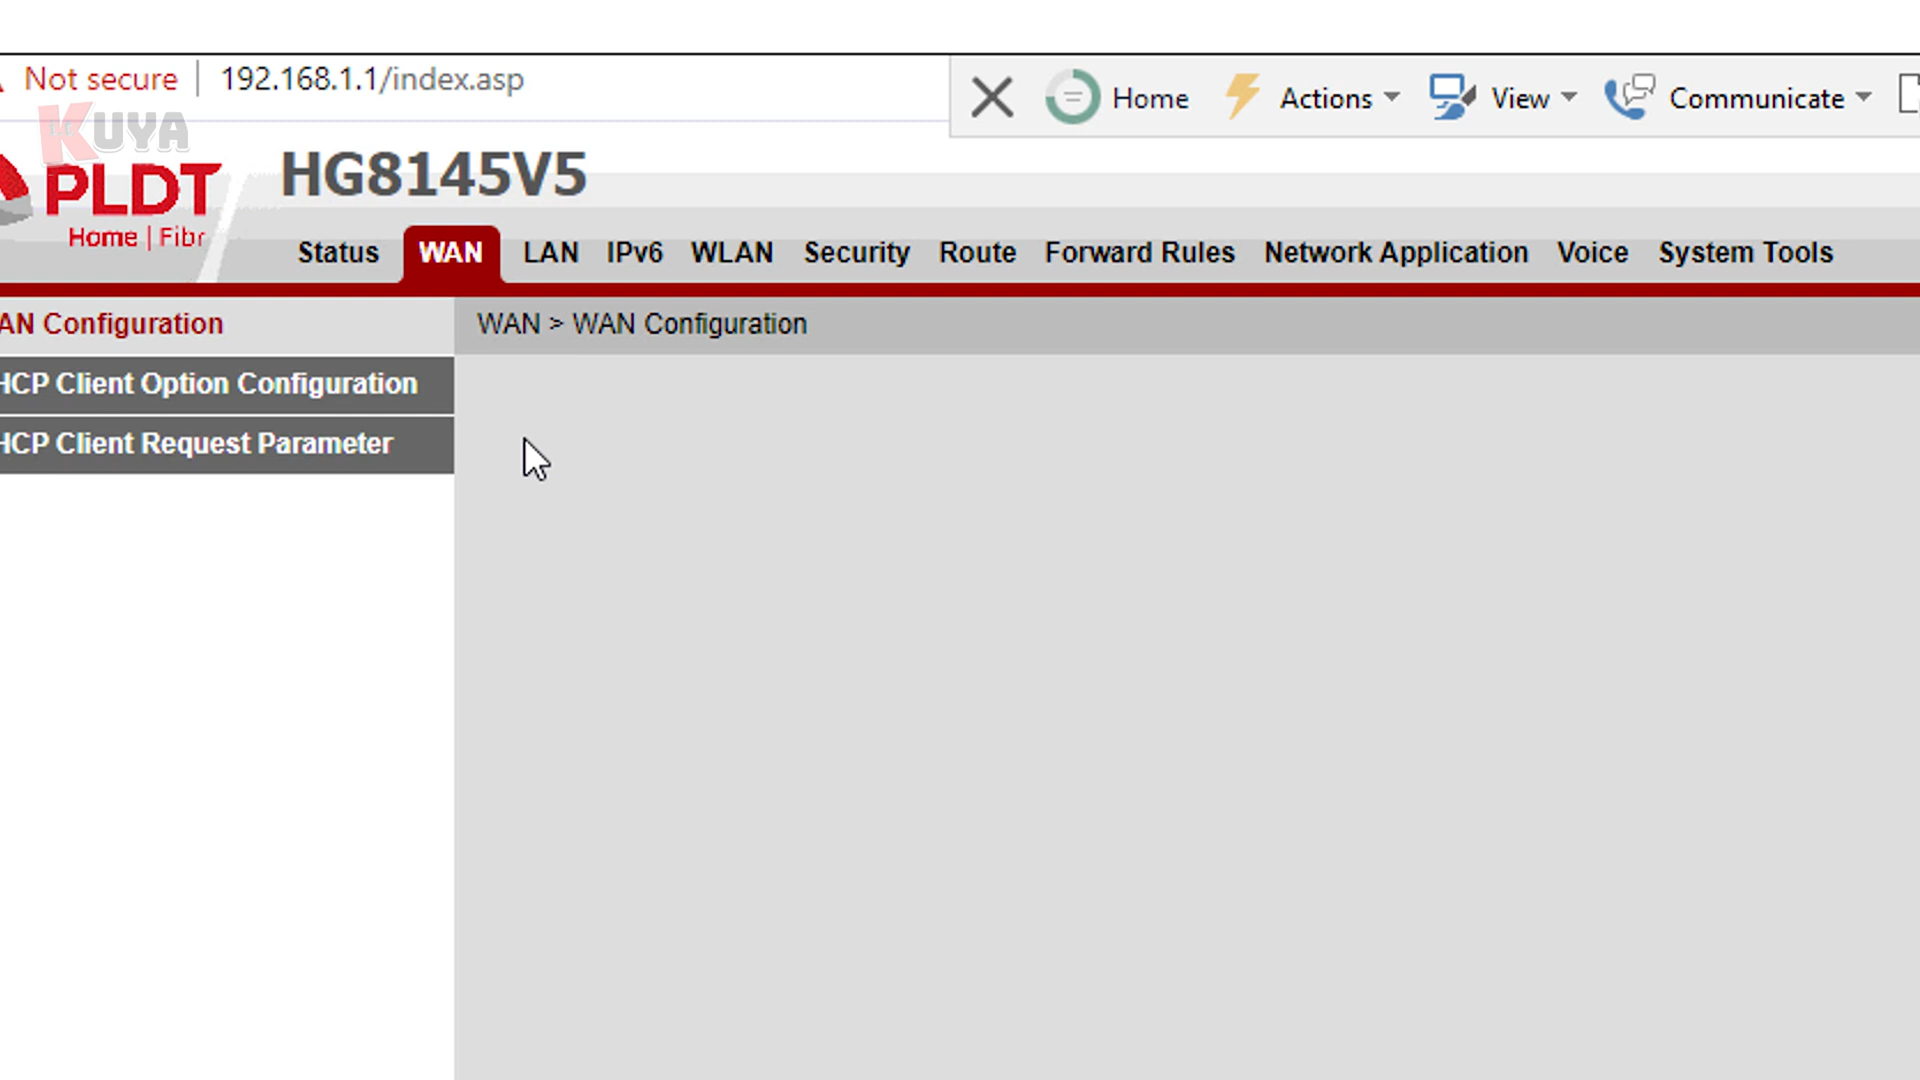 Not secure | 192.168.1.1/index.asp
Home Actions View Communicate
KUYA
PLDT
Home | Fibr
HG8145V5
Status WAN LAN IPv6 WLAN Security Route Forward Rules Network Application Voice System Tools
AN Configuration
WAN > WAN Configuration
HCP Client Option Configuration
HCP Client Request Parameter